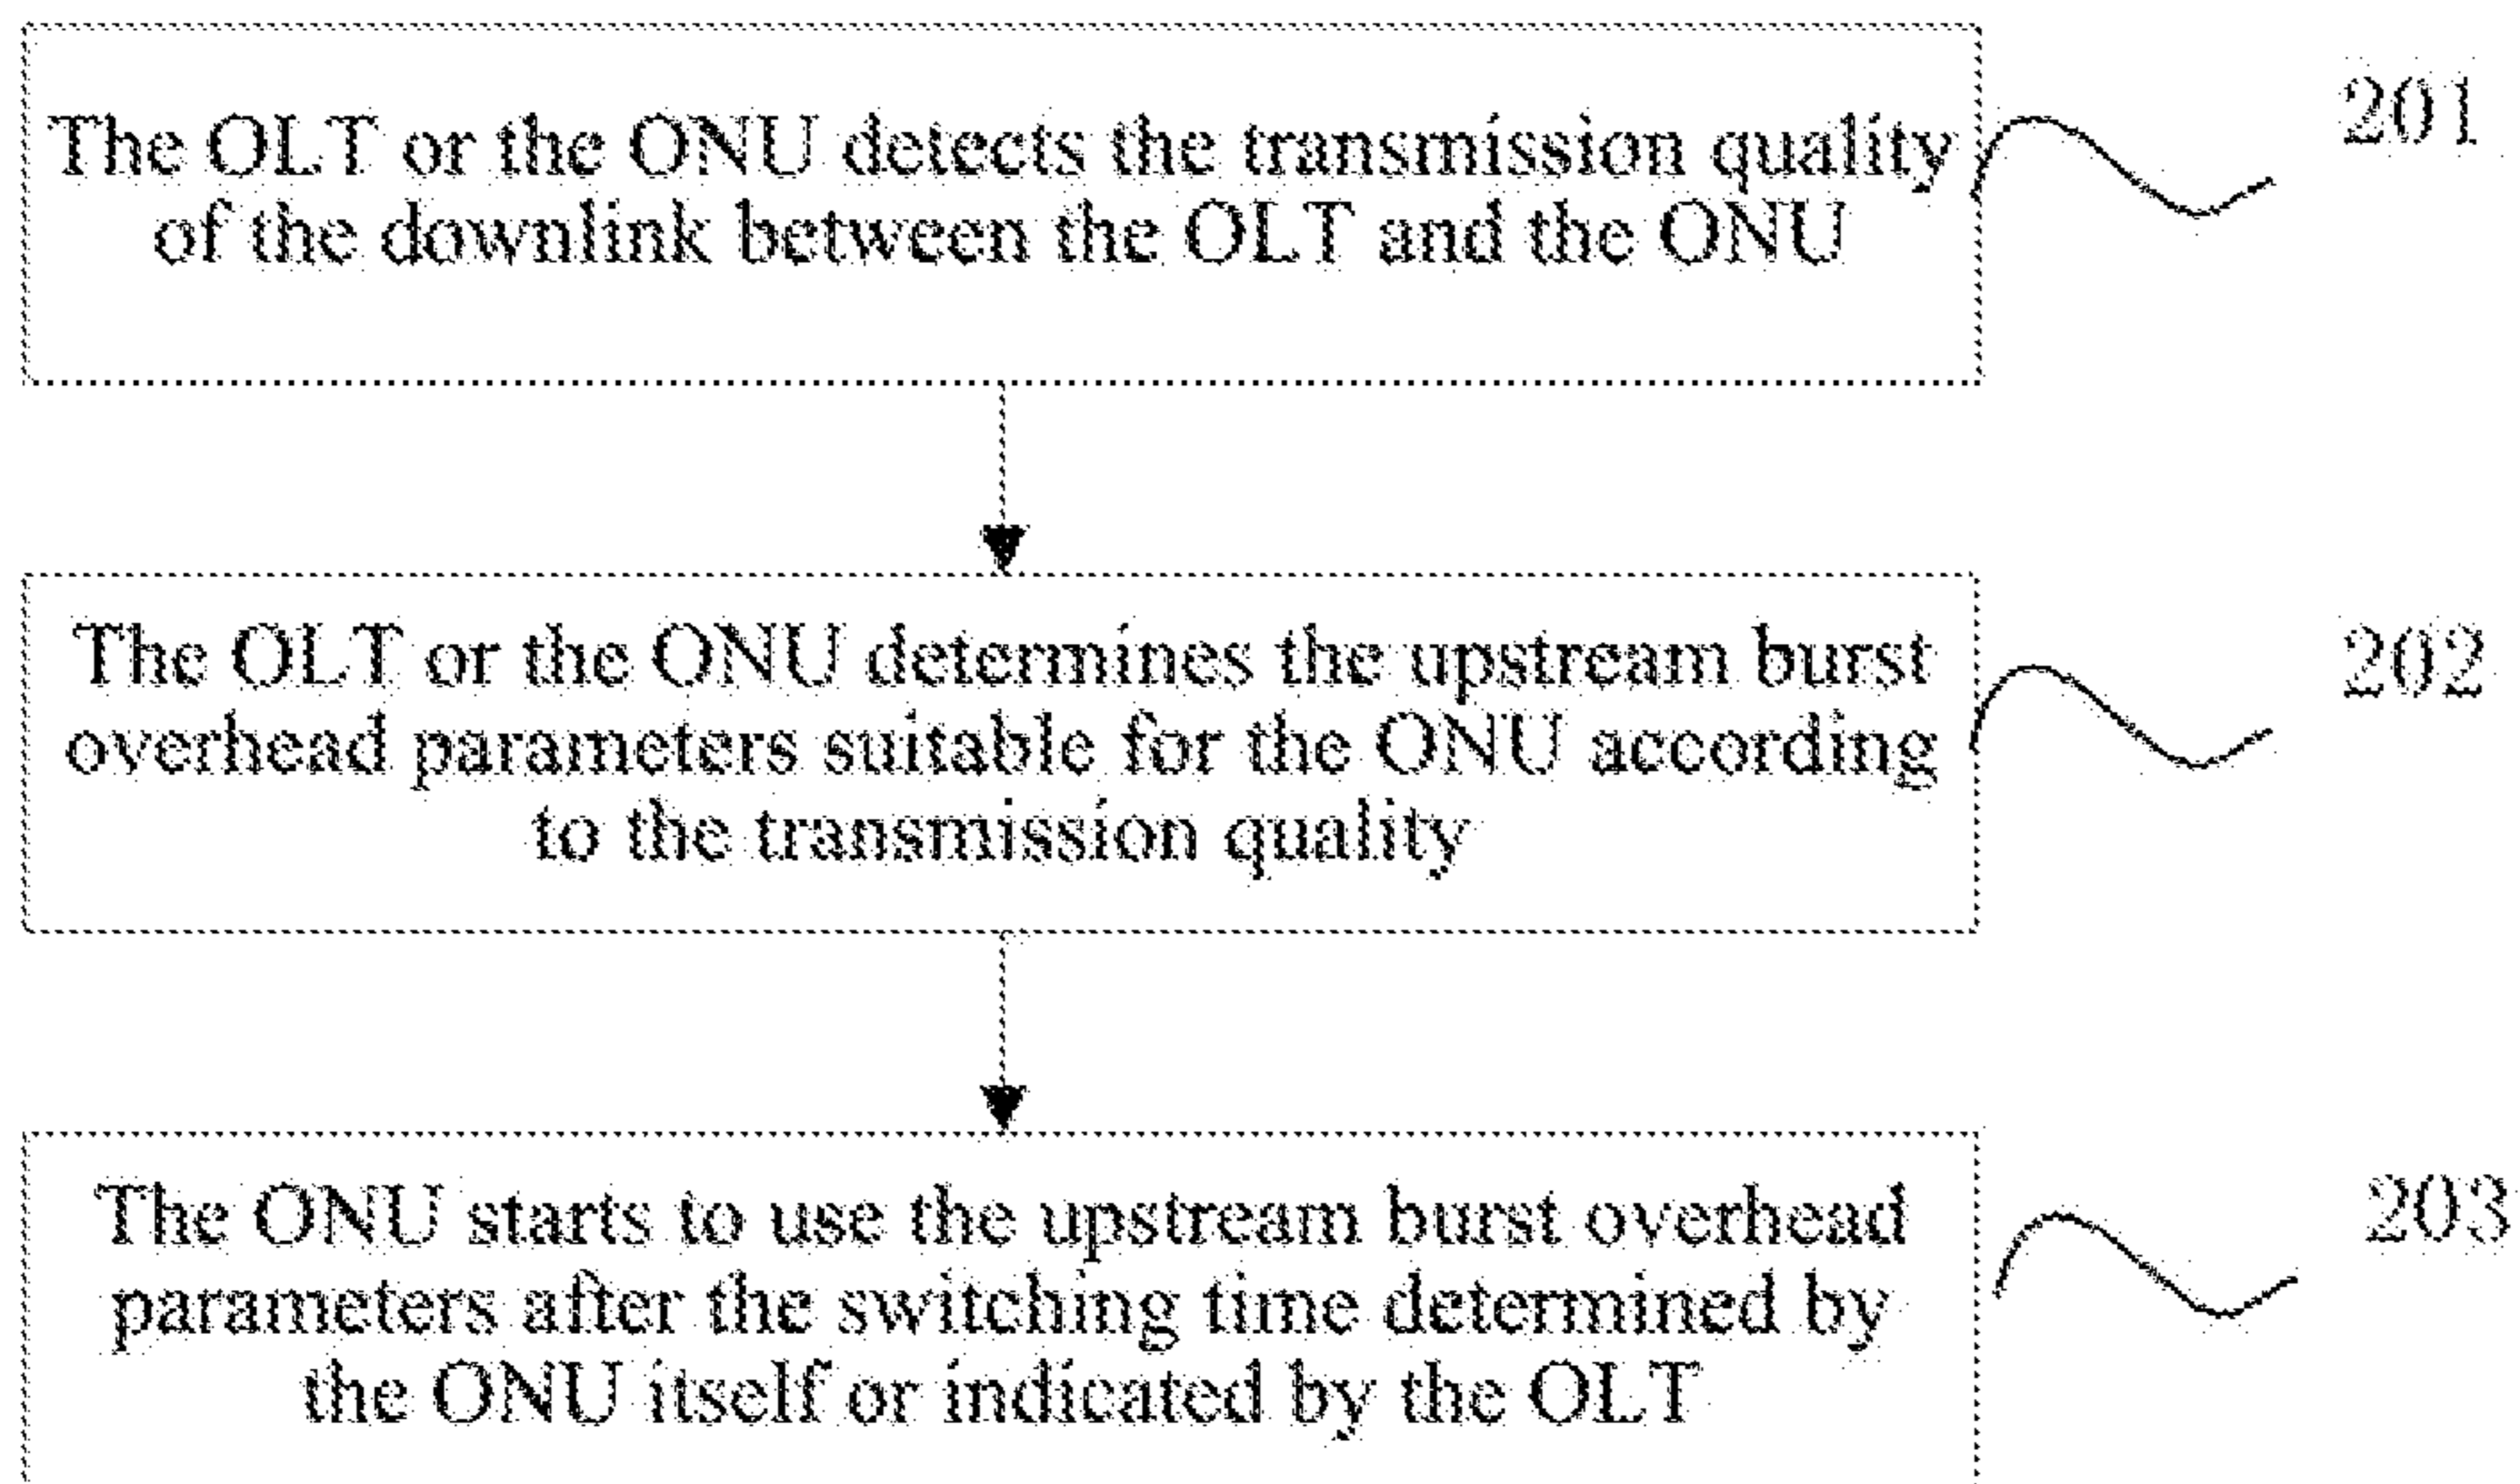 The OLT or the ONU detects the transmission quality
of the downlink between the OLT and the ONU
201
The OLT or the ONU determines the upstream burst
overhead parameters suitable for the ONU according
to the transmission quality
202
The ONU starts to use the upstream burst overhead
parameters after the switching time determined by
the ONU itself or indicated by the OLT
203